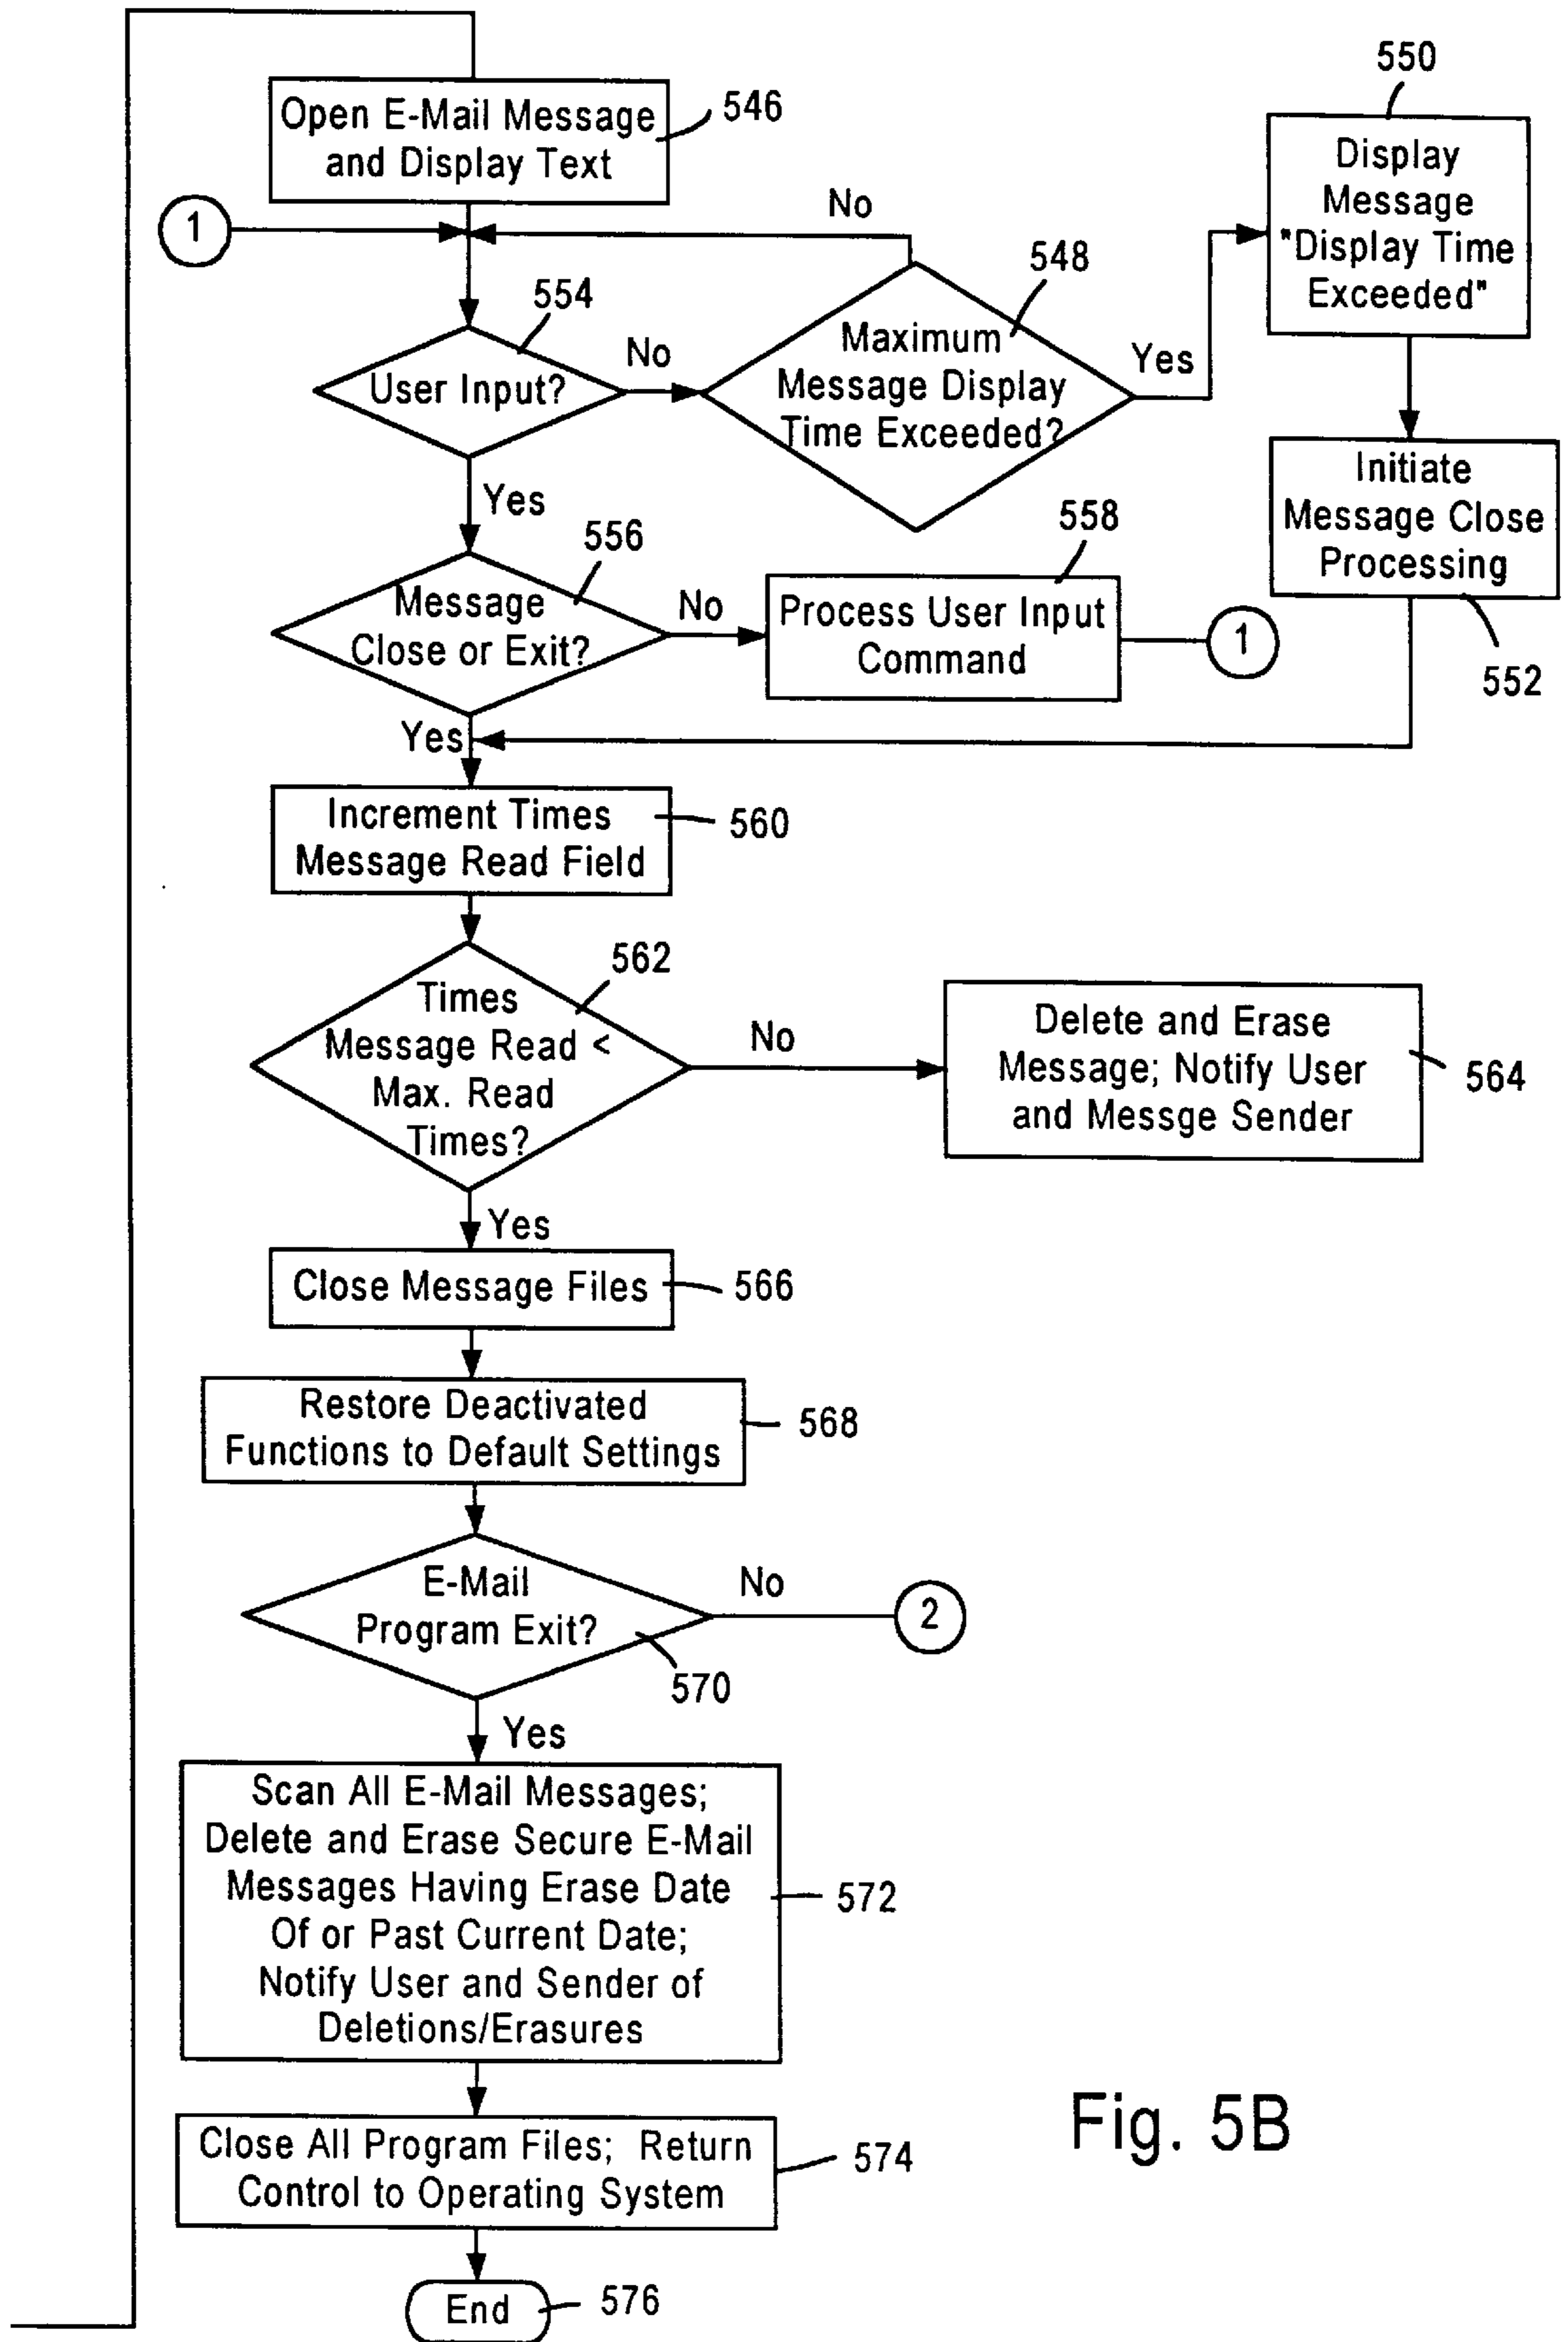 Open E-Mail Message
and Display Text
546
550
Display
Message
"Display Time
Exceeded"
1
No
554
User Input?
No
548
Maximum
Message Display
Time Exceeded?
Yes
Initiate
Message Close
Processing
552
Yes
556
Message
Close or Exit?
No
558
Process User Input
Command
1
Yes
Increment Times
Message Read Field
560
562
Times
Message Read <
Max. Read
Times?
No
Delete and Erase
Message; Notify User
and Messge Sender
564
Yes
Close Message Files
566
Restore Deactivated
Functions to Default Settings
568
E-Mail
Program Exit?
570
No
2
Yes
Scan All E-Mail Messages;
Delete and Erase Secure E-Mail
Messages Having Erase Date
Of or Past Current Date;
Notify User and Sender of
Deletions/Erasures
572
Close All Program Files; Return
Control to Operating System
574
End
576
Fig. 5B